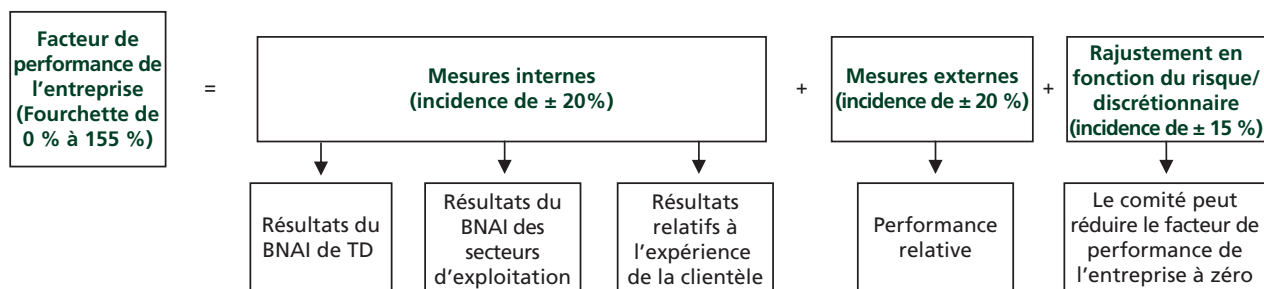 Facteur de
performance de
l'entreprise
(Fourchette de
0 % à 155 %)
=
Mesures internes
(incidence de ± 20%)
+
Mesures externes
(incidence de ± 20 %)
+
Rajustement en
fonction du risque/
discrétionnaire
(incidence de ± 15 %)
Résultats du
BNAI de TD
Résultats du
BNAI des
secteurs
d'exploitation
Résultats
relatifs à
l'expérience
de la clientèle
Performance
relative
Le comité peut
réduire le facteur de
performance de
l'entreprise à zéro